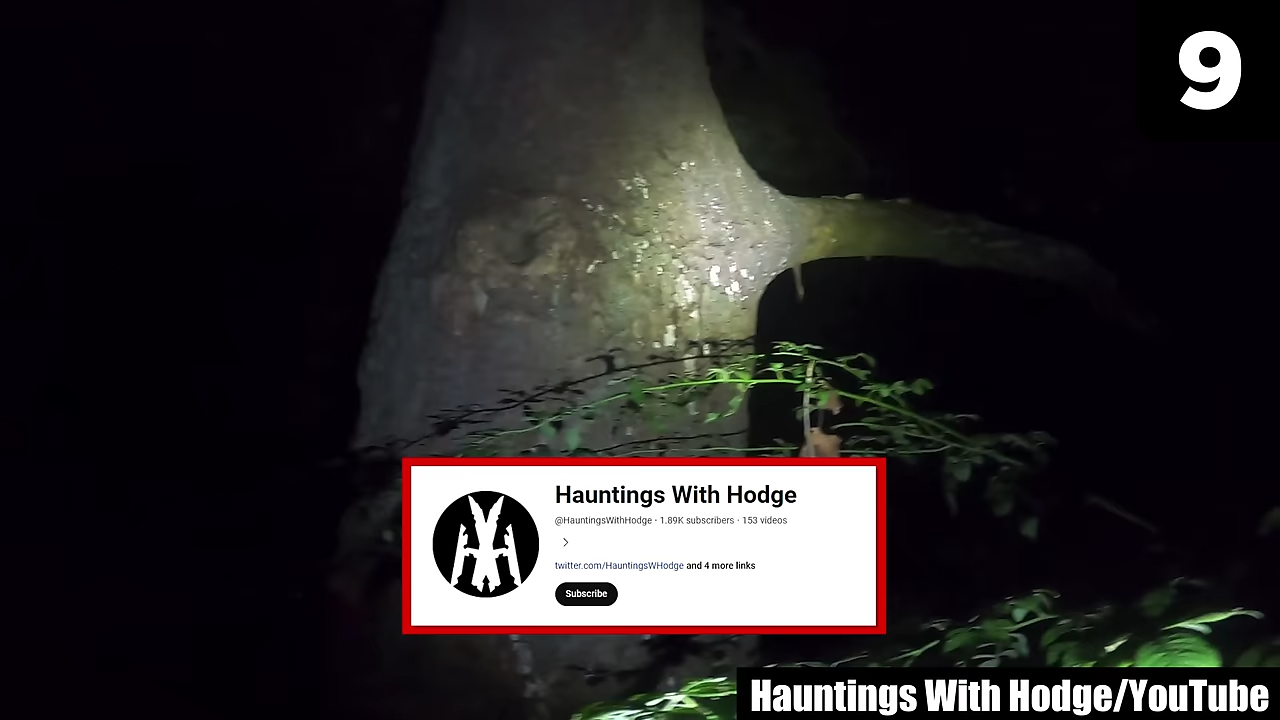 9
Hauntings With Hodge
@HauntingsWithHodge · 1.89K subscribers · 153 videos
twitter.com/HauntingsWHodge and 4 more links
Subscribe
Hauntings With Hodge/YouTube